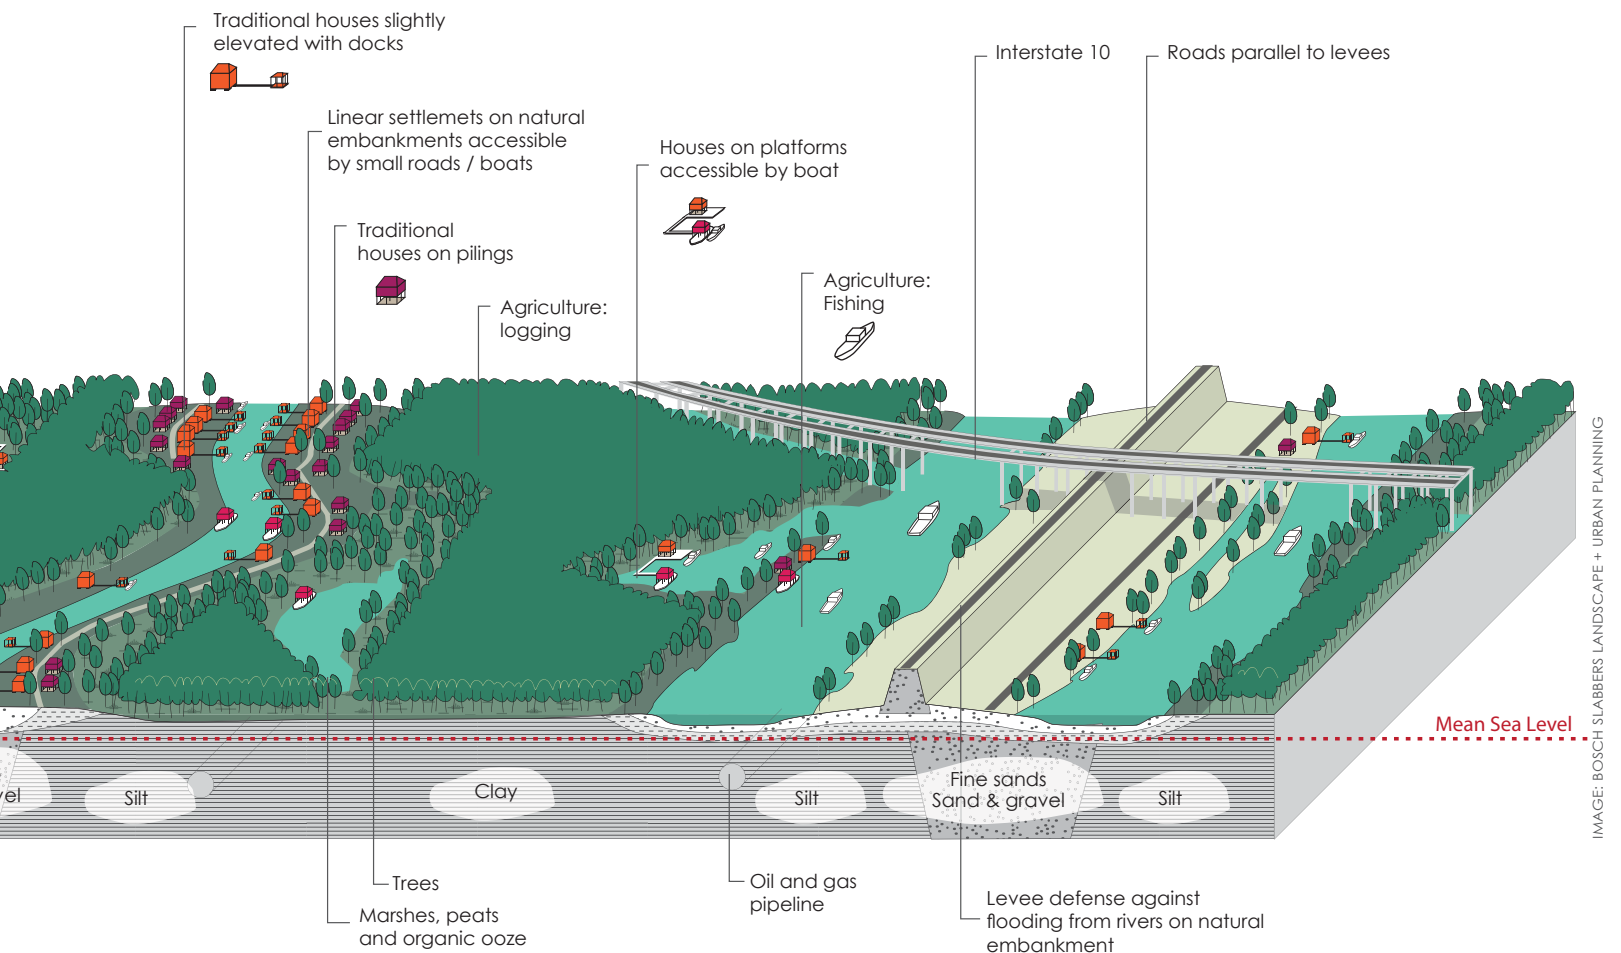 Traditional houses slightly
elevated with docks
Interstate 10
Roads parallel to levees
Linear settlemets on natural
embankments accessible
by small roads / boats
Houses on platforms
accessible by boat
Traditional
houses on pilings
Agriculture:
Fishing
Agriculture:
logging
IMAGE: BOSCH SLABBERS LANDSCAPE + URBAN PLANNING
Mean Sea Level
vel
Silt
Clay
Silt
Fine sands
Sand & gravel
Silt
Trees
Marshes, peats
and organic ooze
Oil and gas
pipeline
Levee defense against
flooding from rivers on natural
embankment